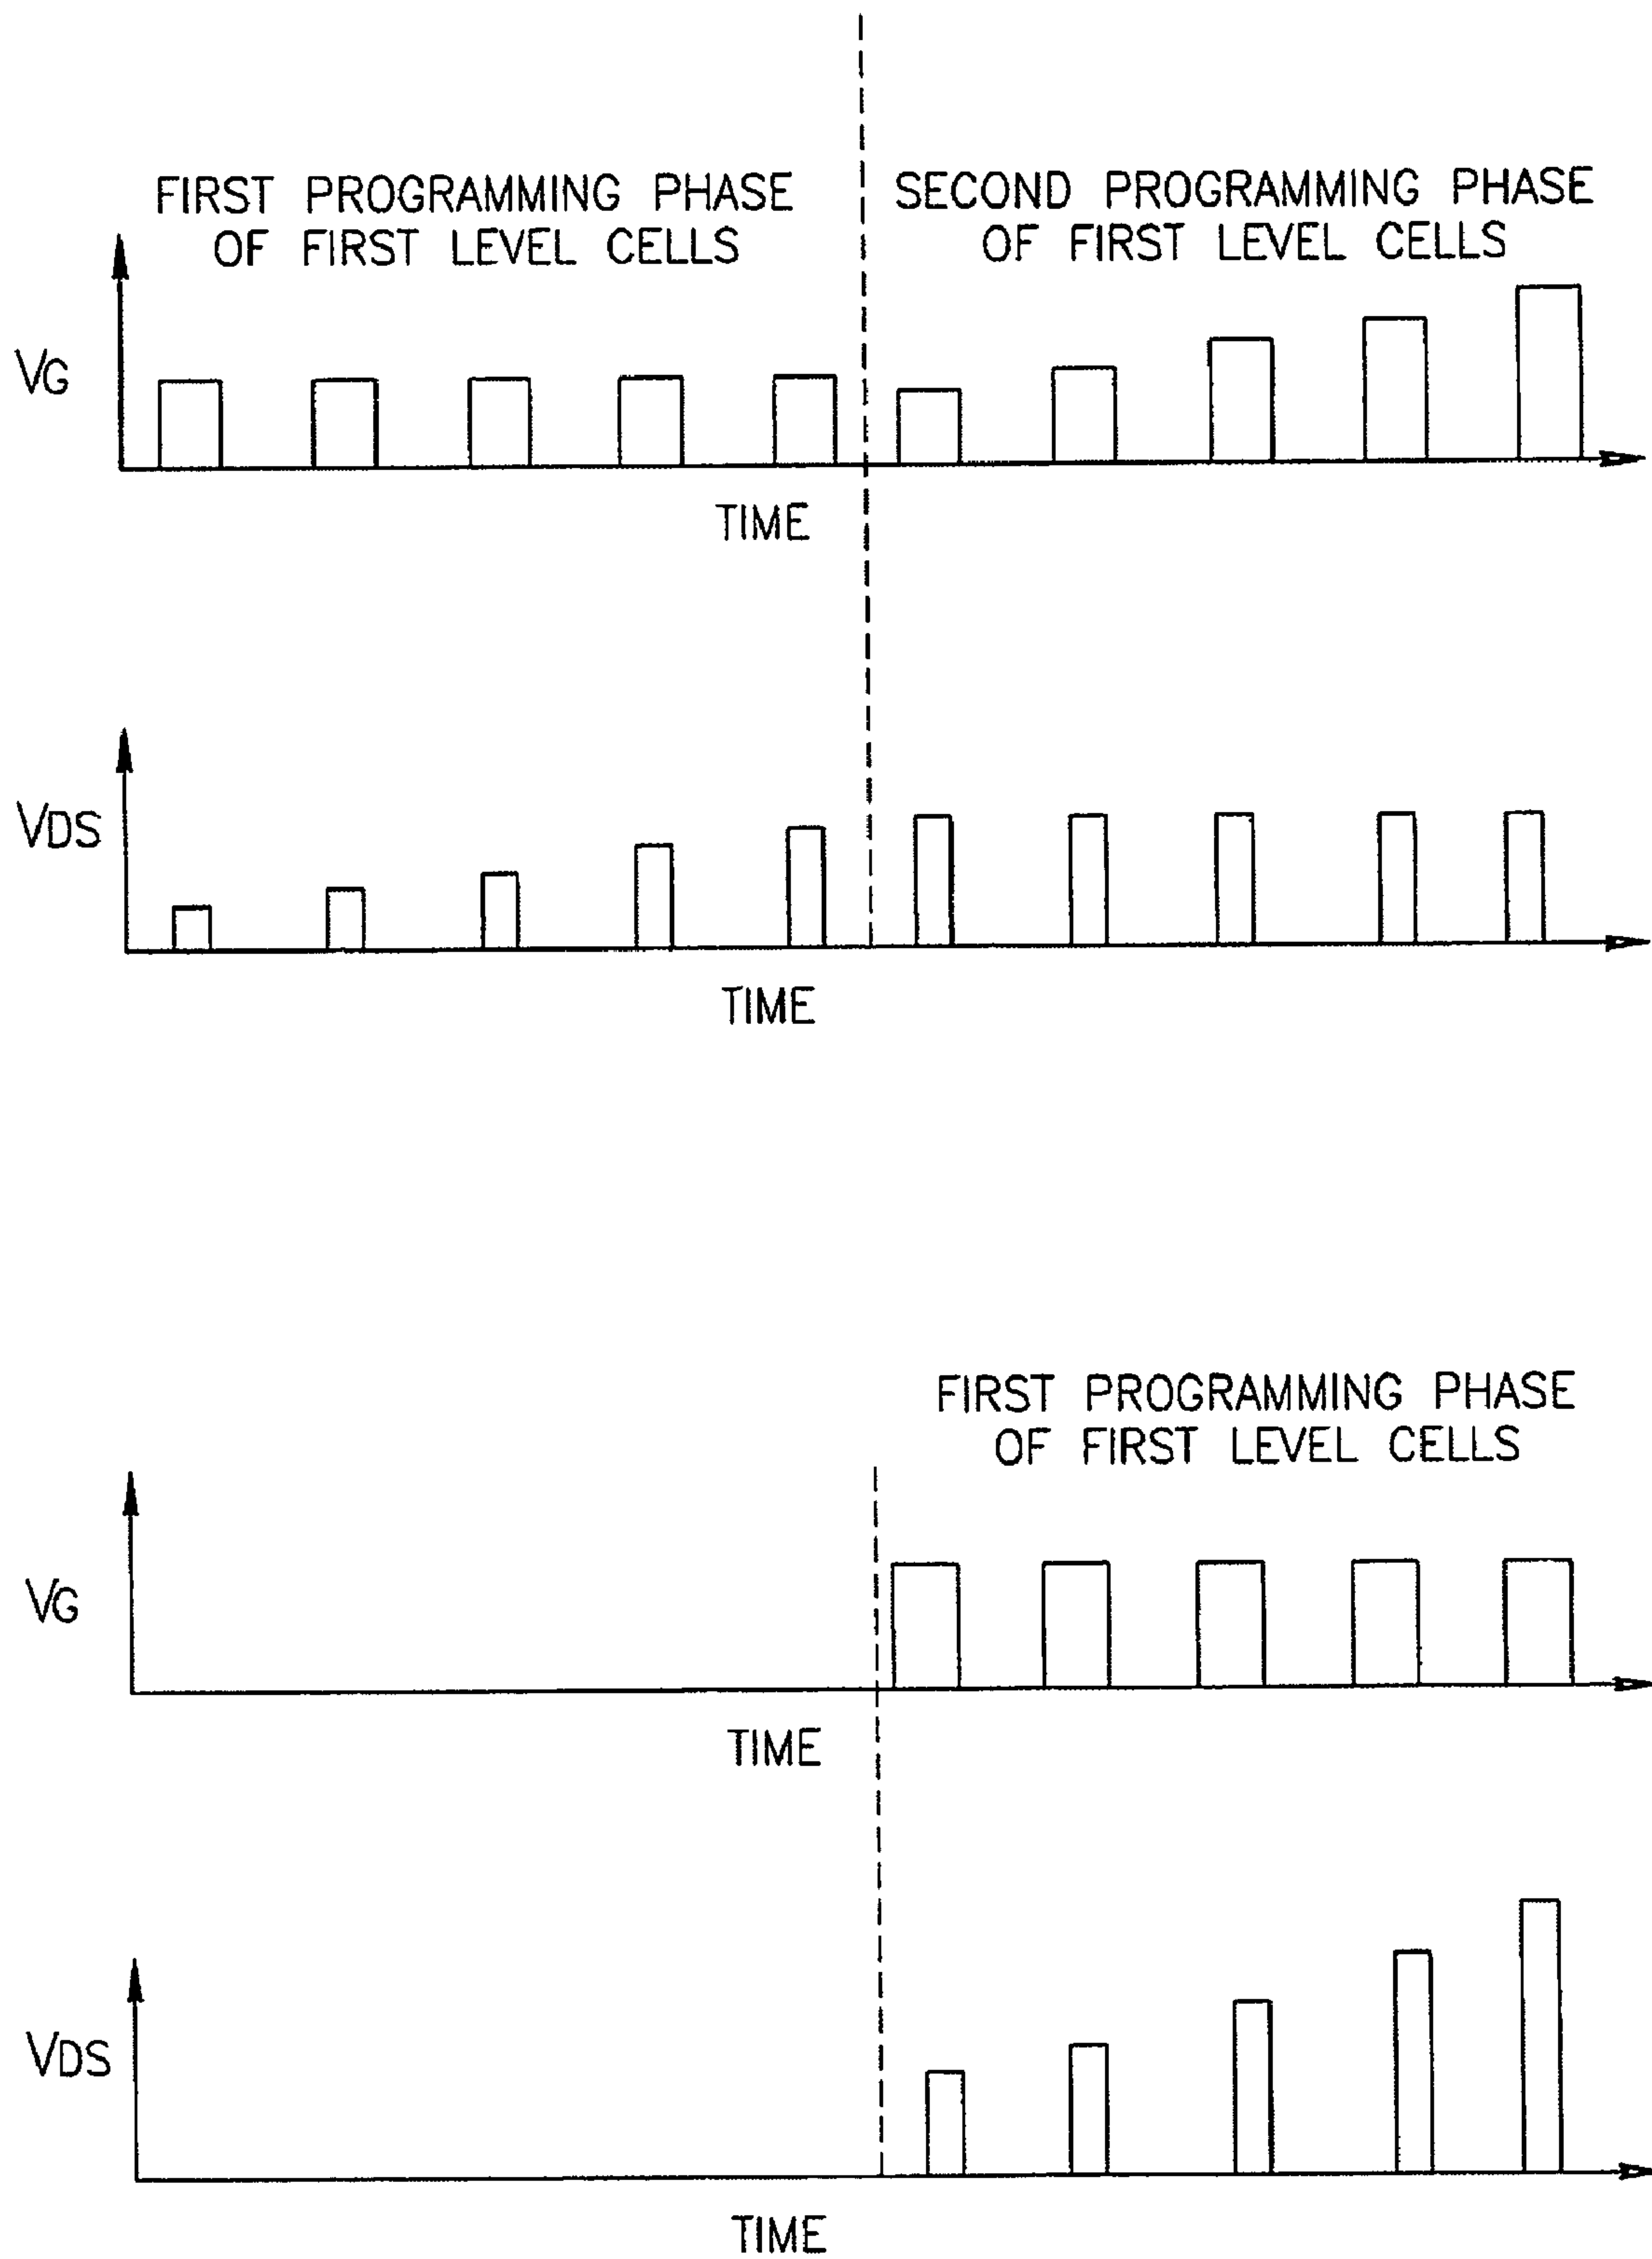 FIRST PROGRAMMING PHASE
OF FIRST LEVEL CELLS
SECOND PROGRAMMING PHASE
OF FIRST LEVEL CELLS
VG
TIME
VDS
TIME
FIRST PROGRAMMING PHASE
OF FIRST LEVEL CELLS
VG
TIME
VDS
TIME